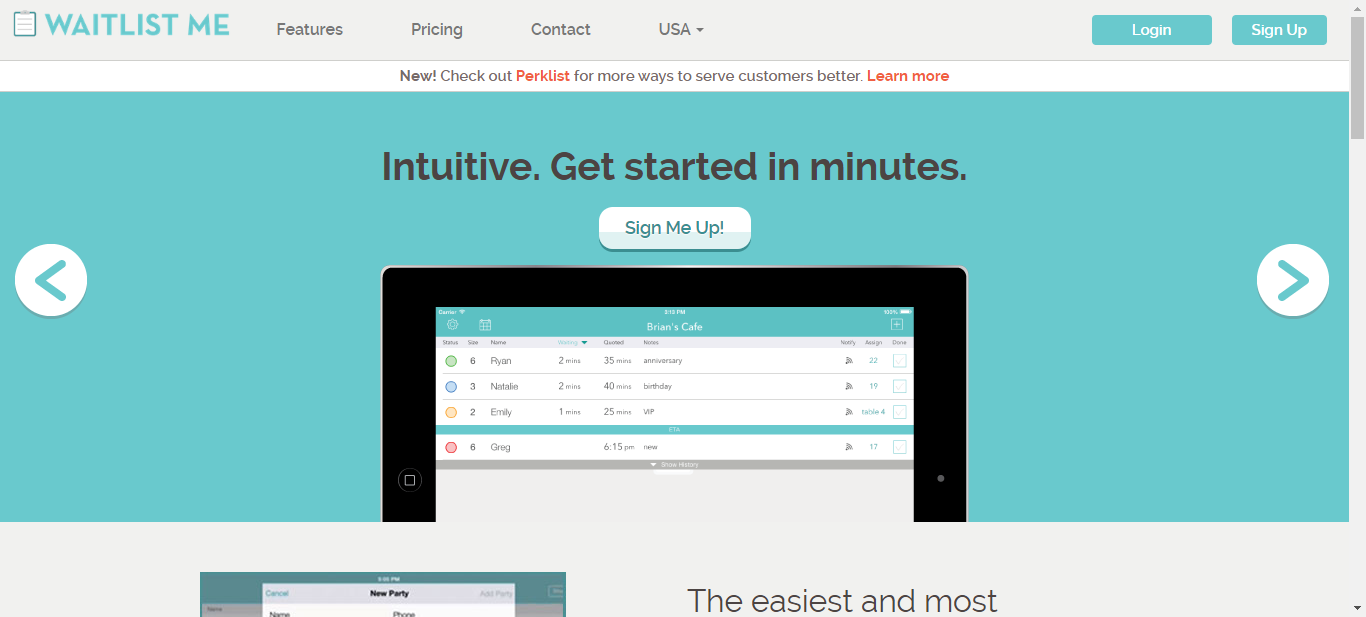 WAITLIST ME
Features Pricing Contact USA
Login Sign Up
New! Check out Perklist for more ways to serve customers better. Learn more
Intuitive. Get started in minutes.
Sign Me Up!
Carrier 3:13 PM 100%
Brian's Cafe
Status Size Name Waiting Quoted Notes Notify Assign Done
6 Ryan 2 mins 35 mins anniversary 22
3 Natalie 2 mins 40 mins birthday 19
2 Emily 1 mins 25 mins VIP table 4
ETA
6 Greg 6:15 pm new 17
Show History
5:05 PM
Cancel New Party Add Party
Name Name Phone
The easiest and most